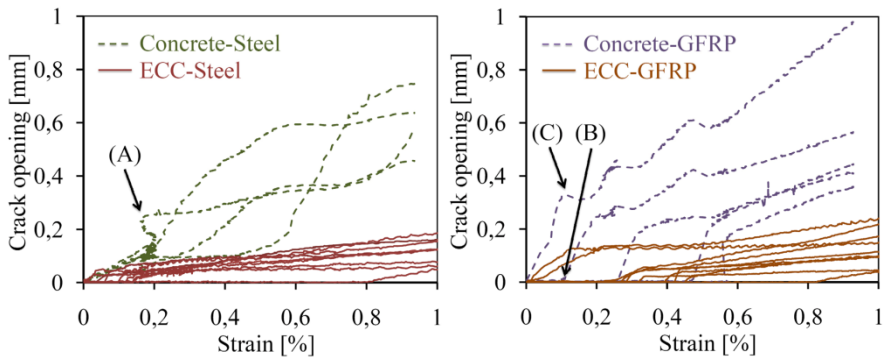 Crack opening [mm]
1
0,8
0,6
0,4
0,2
0
Concrete-Steel
ECC-Steel
(A)
0 0,2 0,4 0,6 0,8 1
Strain [%]
Crack opening [mm]
1
0,8
0,6
0,4
0,2
0
Concrete-GFRP
ECC-GFRP
(C) (B)
0 0,2 0,4 0,6 0,8 1
Strain [%]